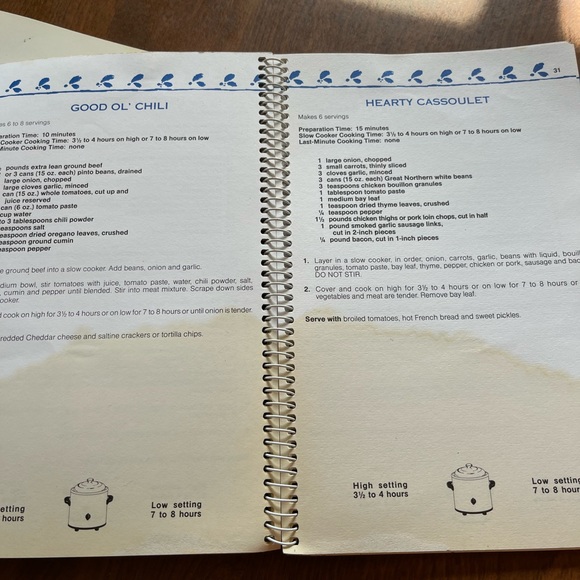 GOOD OL' CHILI
6 to 8 servings
Time: 10 minutes
Cooker Cooking Time: 3½ to 4 hours on high or 7 to 8 hours on low
Minute Cooking Time: none
pounds extra lean ground beef
or 3 cans (15 oz. each) pinto beans, drained
large onion, chopped
large cloves garlic, minced
can (15 oz.) whole tomatoes, cut up and
juice reserved
can (6 oz.) tomato paste
cup water
to 3 tablespoons chili powder
salt
dried oregano leaves, crushed
ground cumin
pepper
ground beef into a slow cooker. Add beans, onion and garlic.
bowl, stir tomatoes with juice, tomato paste, water, chili powder, salt,
cumin and pepper until blended. Stir into meat mixture. Scrape down sides
cook on high for 3½ to 4 hours or on low for 7 to 8 hours or until onion is tender.
Cheddar cheese and saltine crackers or tortilla chips.
hours
Low setting
7 to 8 hours
31
HEARTY CASSOULET
Makes 6 servings
Preparation Time: 15 minutes
Slow Cooker Cooking Time: 3½ to 4 hours on high or 7 to 8 hours on low
Last-Minute Cooking Time: none
1 large onion, chopped
3 small carrots, thinly sliced
3 cloves garlic, minced
3 cans (15 oz. each) Great Northern white beans
3 teaspoons chicken bouillon granules
1 tablespoon tomato paste
1 medium bay leaf
1 teaspoon dried thyme leaves, crushed
¼ teaspoon pepper
1½ pounds chicken thighs or pork loin chops, cut in half
1 pound smoked garlic sausage links,
cut in 2-inch pieces
¼ pound bacon, cut in 1-inch pieces
1. Layer in a slow cooker, in order, onion, carrots, garlic, beans with liquid,
granules, tomato paste, bay leaf, thyme, pepper, chicken or pork, sausage and
DO NOT STIR.
2. Cover and cook on high for 3½ to 4 hours or on low for 7 to 8 hours or
vegetables and meat are tender. Remove bay leaf.
Serve with broiled tomatoes, hot French bread and sweet pickles.
High setting
3½ to 4 hours
Low
7 to 8